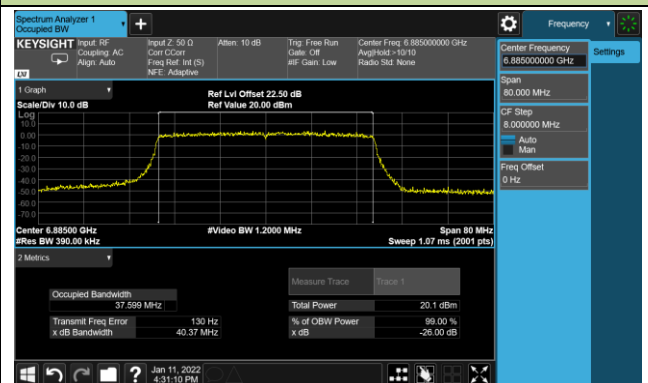 Spectrum Analyzer 1
Occupied BW
Frequency
KEYSIGHT
Input: RF
Coupling: AC
Align: Auto
Input Z: 50 Ω
Corr CCorr
Freq Ref: Int (S)
NFE: Adaptive
Atten: 10 dB
Trig: Free Run
Gate: Off
#IF Gain: Low
Center Freq: 6.885000000 GHz
Avg|Hold:>10/10
Radio Std: None
LXI
Center Frequency
6.885000000 GHz
Settings
Span
80.000 MHz
CF Step
8.000000 MHz
Auto
Man
Freq Offset
0 Hz
1 Graph
Scale/Div 10.0 dB
Ref Lvl Offset 22.50 dB
Ref Value 20.00 dBm
Log
10.0
0.00
-10.0
-20.0
-30.0
-40.0
-50.0
-60.0
-70.0
Center 6.88500 GHz
#Video BW 1.2000 MHz
Span 80 MHz
#Res BW 390.00 kHz
Sweep 1.07 ms (2001 pts)
2 Metrics
Measure Trace
Trace 1
Occupied Bandwidth
37.599 MHz
Total Power
20.1 dBm
Transmit Freq Error
130 Hz
% of OBW Power
99.00 %
x dB Bandwidth
40.37 MHz
x dB
-26.00 dB
Jan 11, 2022
4:31:10 PM